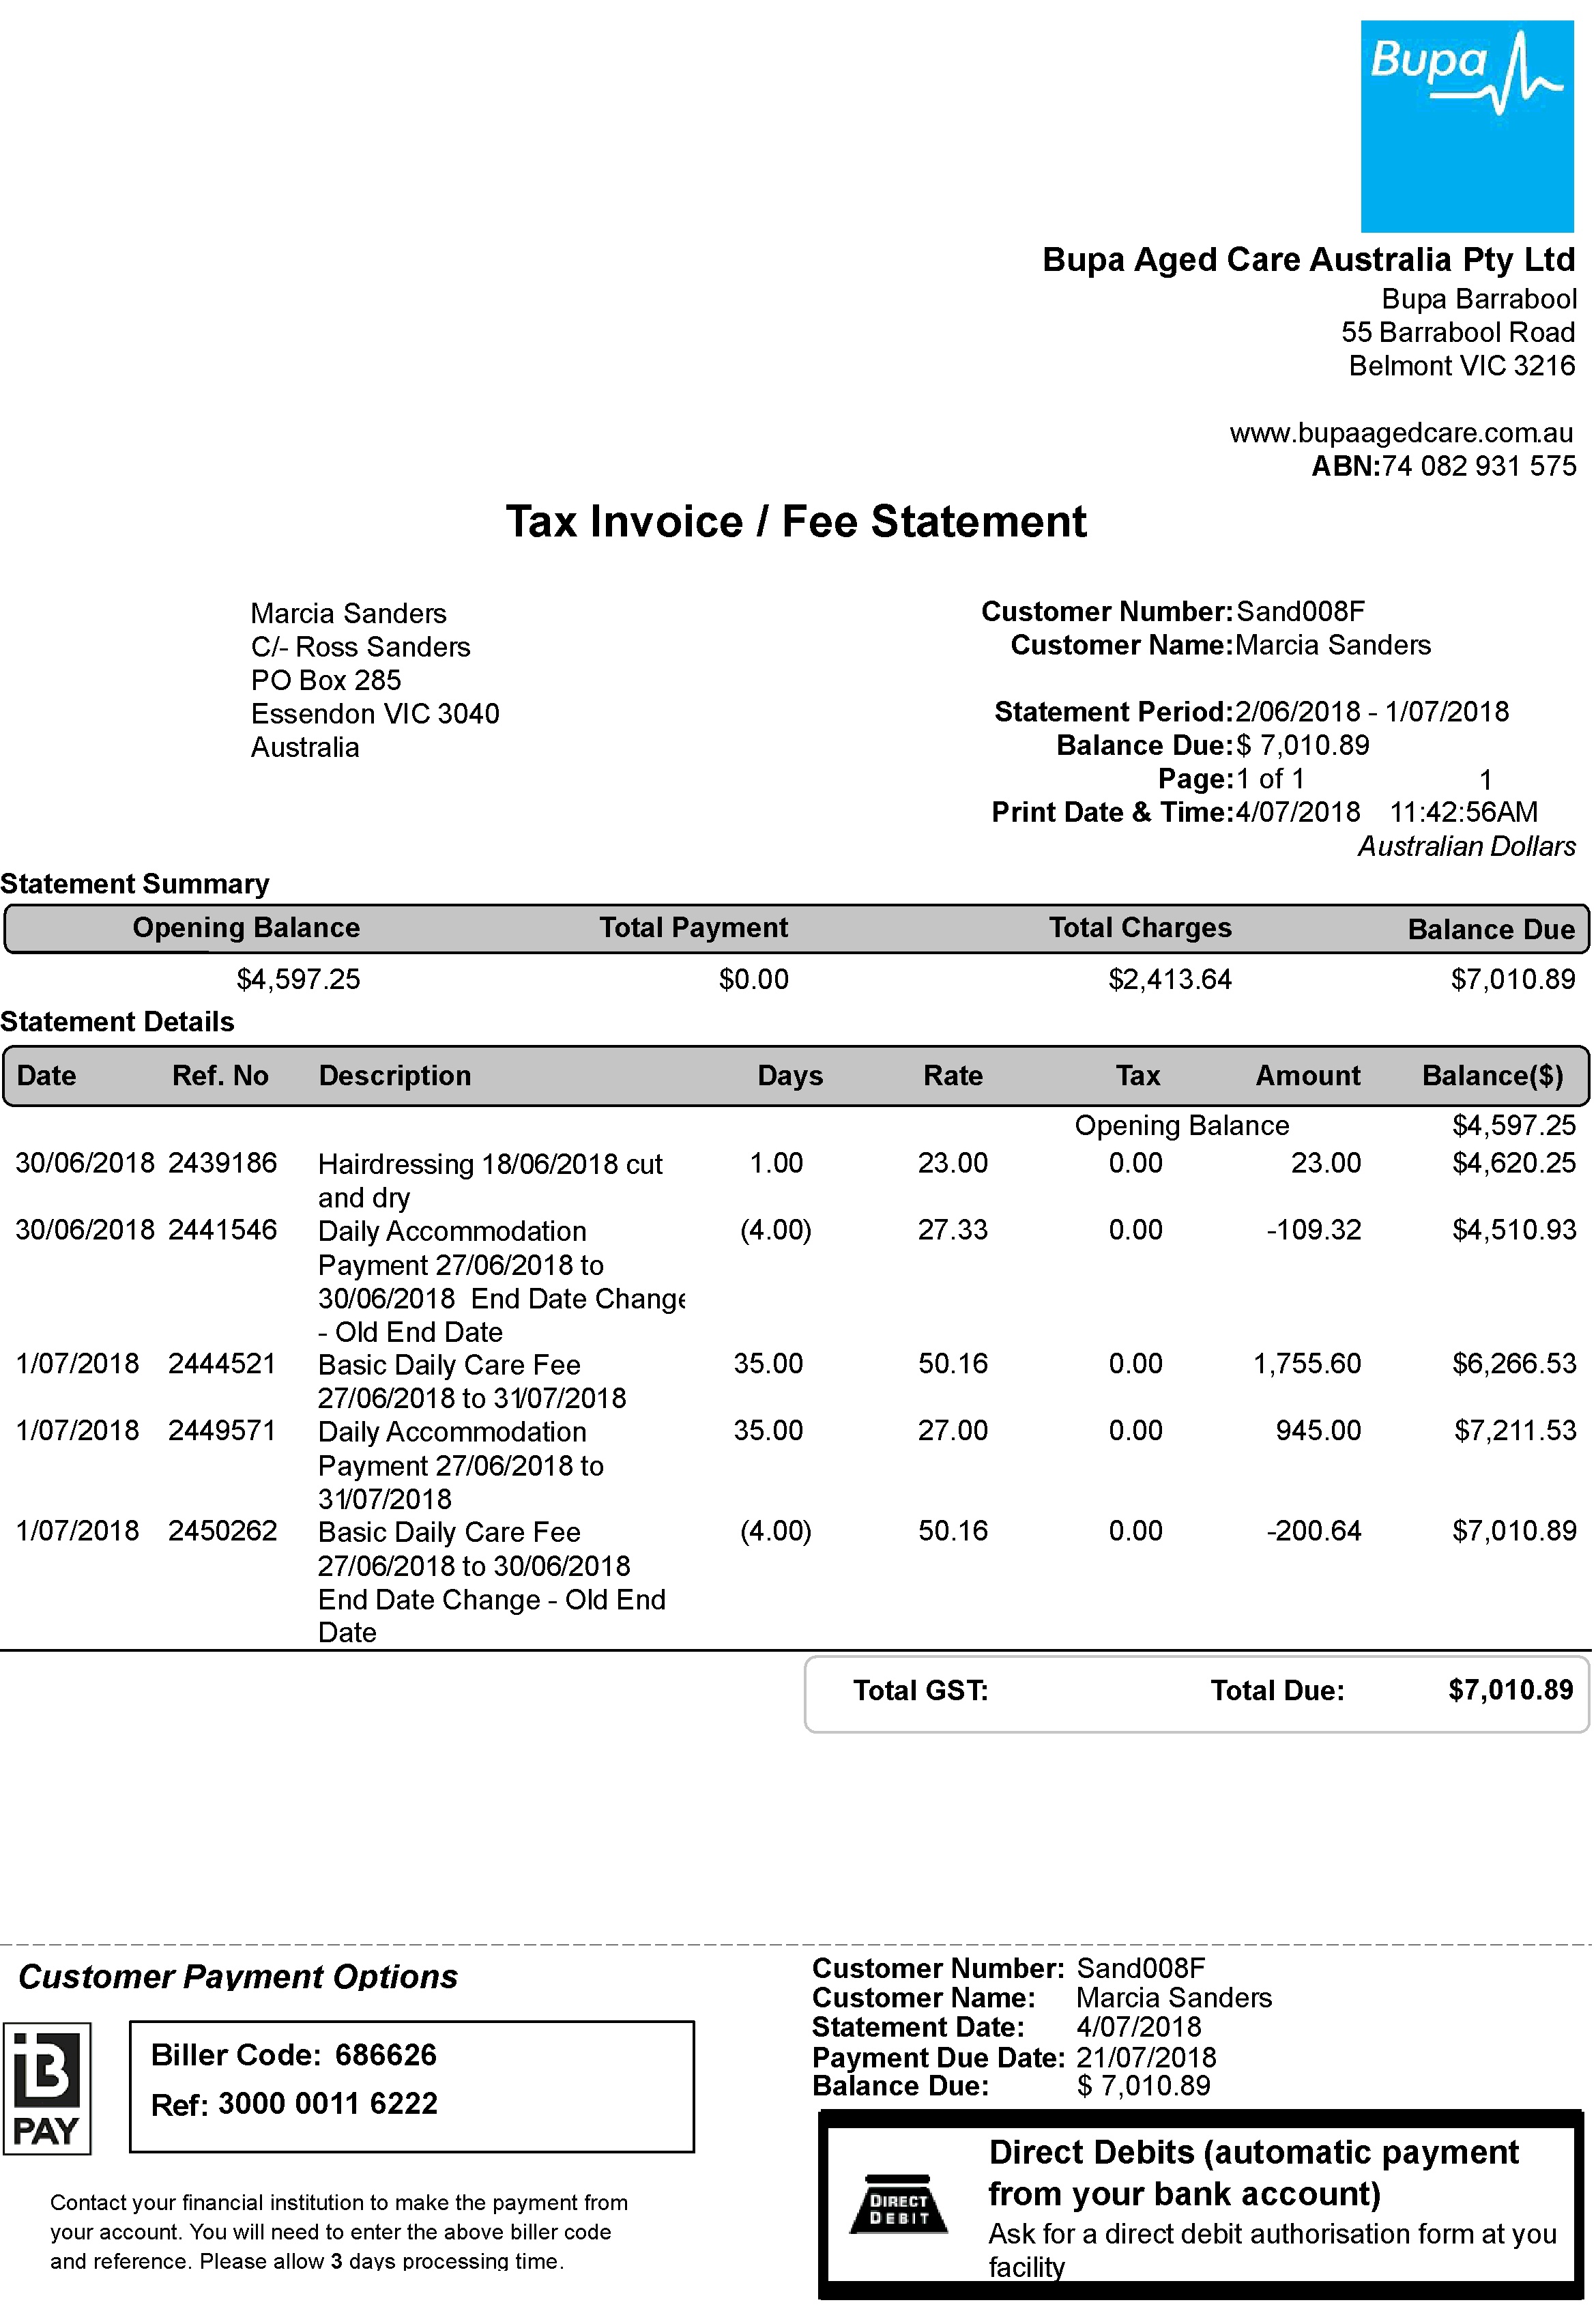 Bupa
Bupa Aged Care Australia Pty Ltd
Bupa Barrabool
55 Barrabool Road
Belmont VIC 3216
www.bupaagedcare.com.au
ABN:74 082 931 575
Tax Invoice / Fee Statement
Marcia Sanders
C/- Ross Sanders
PO Box 285
Essendon VIC 3040
Australia
Customer Number:Sand008F
Customer Name:Marcia Sanders
Statement Period:2/06/2018 - 1/07/2018
Balance Due:$ 7,010.89
Page:1 of 1 1
Print Date & Time:4/07/2018 11:42:56AM
Australian Dollars
Statement Summary
Opening Balance Total Payment Total Charges Balance Due
$4,597.25 $0.00 $2,413.64 $7,010.89
Statement Details
Date Ref. No Description Days Rate Tax Amount Balance($)
Opening Balance $4,597.25
30/06/2018 2439186 Hairdressing 18/06/2018 cut 1.00 23.00 0.00 23.00 $4,620.25
and dry
30/06/2018 2441546 Daily Accommodation (4.00) 27.33 0.00 -109.32 $4,510.93
Payment 27/06/2018 to
30/06/2018 End Date Change
- Old End Date
1/07/2018 2444521 Basic Daily Care Fee 35.00 50.16 0.00 1,755.60 $6,266.53
27/06/2018 to 31/07/2018
1/07/2018 2449571 Daily Accommodation 35.00 27.00 0.00 945.00 $7,211.53
Payment 27/06/2018 to
31/07/2018
1/07/2018 2450262 Basic Daily Care Fee (4.00) 50.16 0.00 -200.64 $7,010.89
27/06/2018 to 30/06/2018
End Date Change - Old End
Date
Total GST: Total Due: $7,010.89
Customer Payment Options
B
PAY
Biller Code: 686626
Ref: 3000 0011 6222
Contact your financial institution to make the payment from
your account. You will need to enter the above biller code
and reference. Please allow 3 days processing time.
Customer Number: Sand008F
Customer Name: Marcia Sanders
Statement Date: 4/07/2018
Payment Due Date: 21/07/2018
Balance Due: $ 7,010.89
DIRECT
DEBIT
Direct Debits (automatic payment
from your bank account)
Ask for a direct debit authorisation form at you
facility